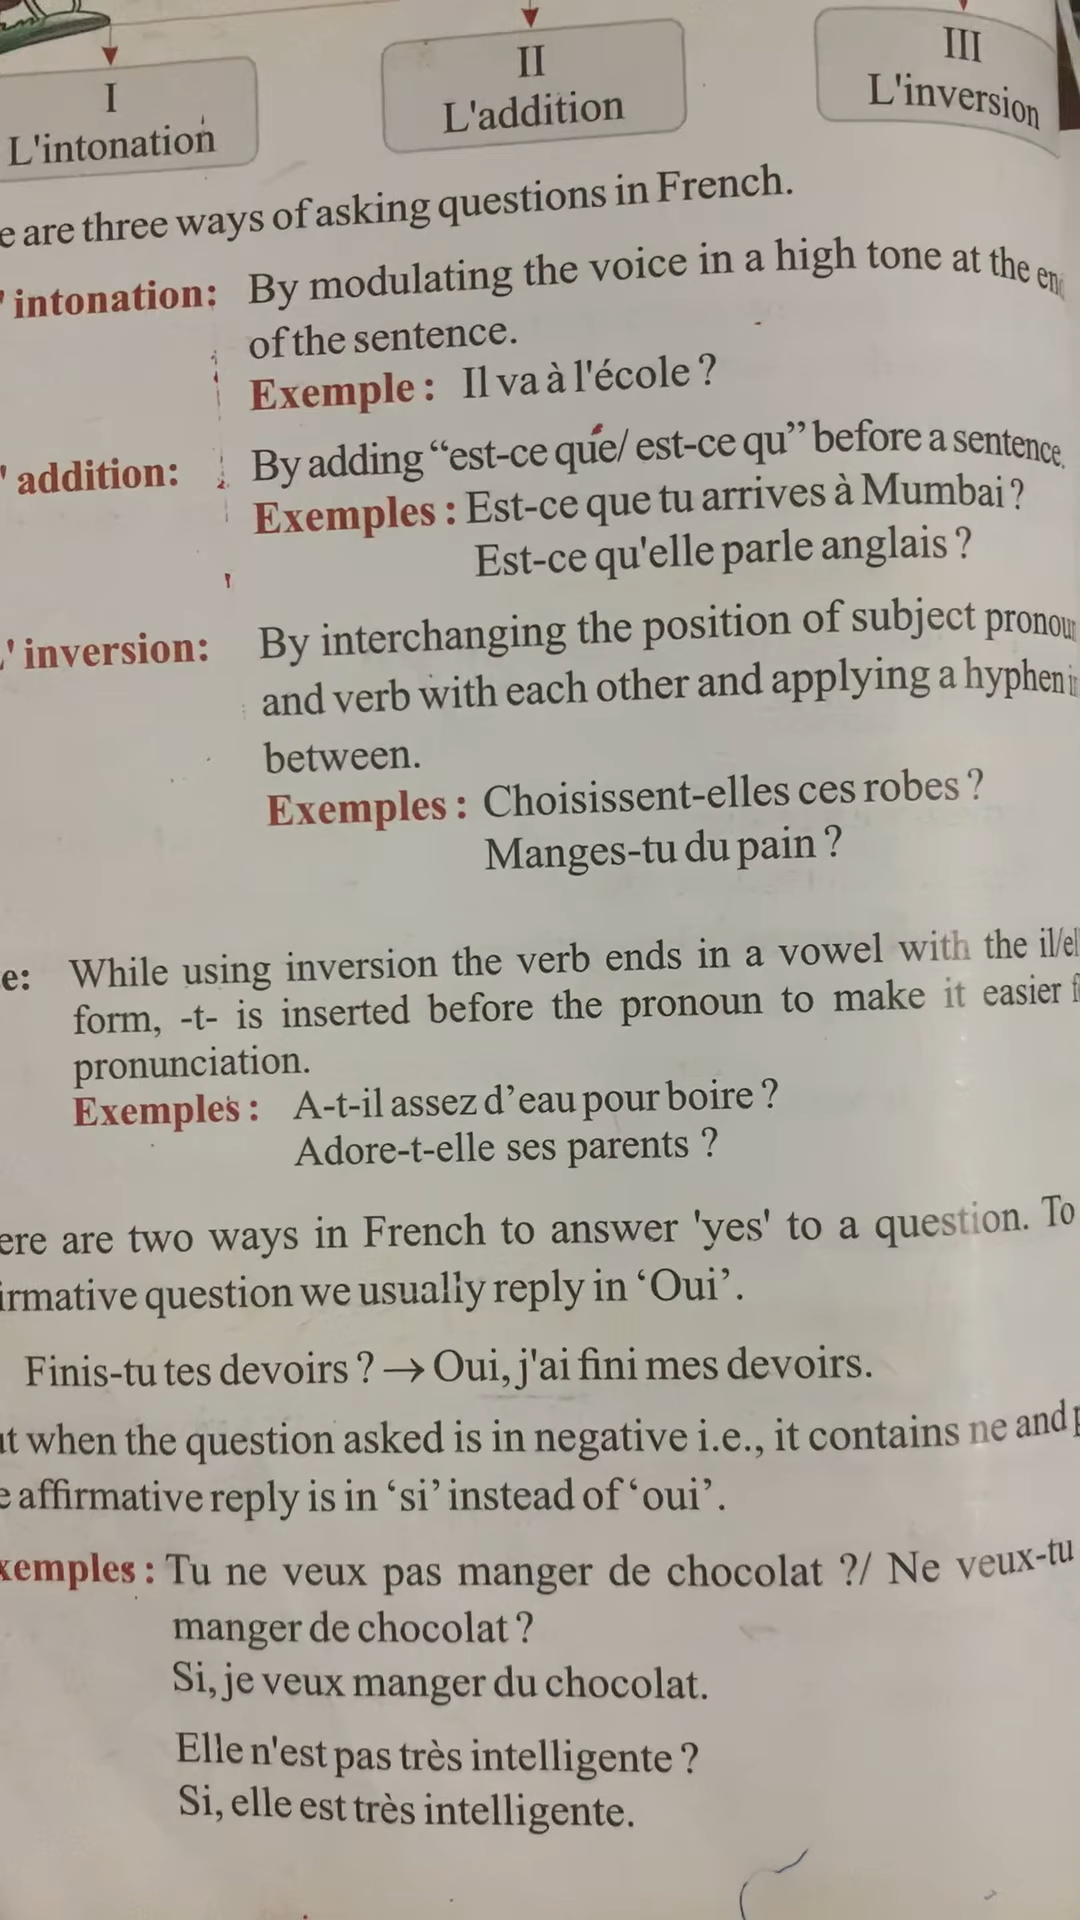 I
L'intonation
II
L'addition
III
L'inversion
are three ways of asking questions in French.
intonation: By modulating the voice in a high tone at the
of the sentence.
Exemple : Il va à l'école ?
addition: By adding “est-ce que/ est-ce qu” before a sentence.
Exemples : Est-ce que tu arrives à Mumbai ?
Est-ce qu'elle parle anglais ?
' inversion: By interchanging the position of subject
and verb with each other and applying a hyphen
between.
Exemples : Choisissent-elles ces robes ?
Manges-tu du pain ?
While using inversion the verb ends in a vowel with the
form, -t- is inserted before the pronoun to make it easier
pronunciation.
Exemples : A-t-il assez d’eau pour boire ?
Adore-t-elle ses parents ?
are two ways in French to answer 'yes' to a question. To
question we usually reply in ‘Oui’.
Finis-tu tes devoirs ? → Oui, j'ai fini mes devoirs.
when the question asked is in negative i.e., it contains ne and
affirmative reply is in ‘si’ instead of ‘oui’.
Tu ne veux pas manger de chocolat ?/ Ne veux-tu
manger de chocolat ?
Si, je veux manger du chocolat.
Elle n'est pas très intelligente ?
Si, elle est très intelligente.